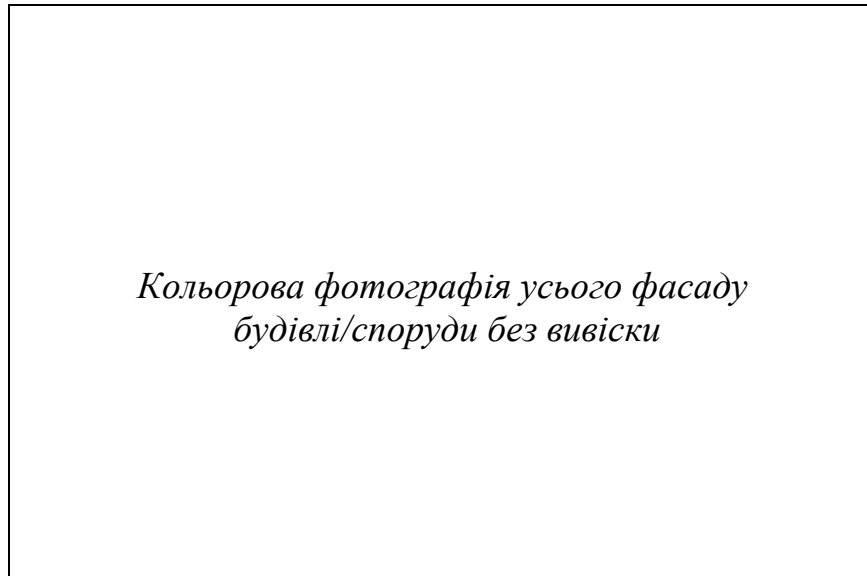 Кольорова фотографія усього фасаду
будівлі/споруди без вивіски